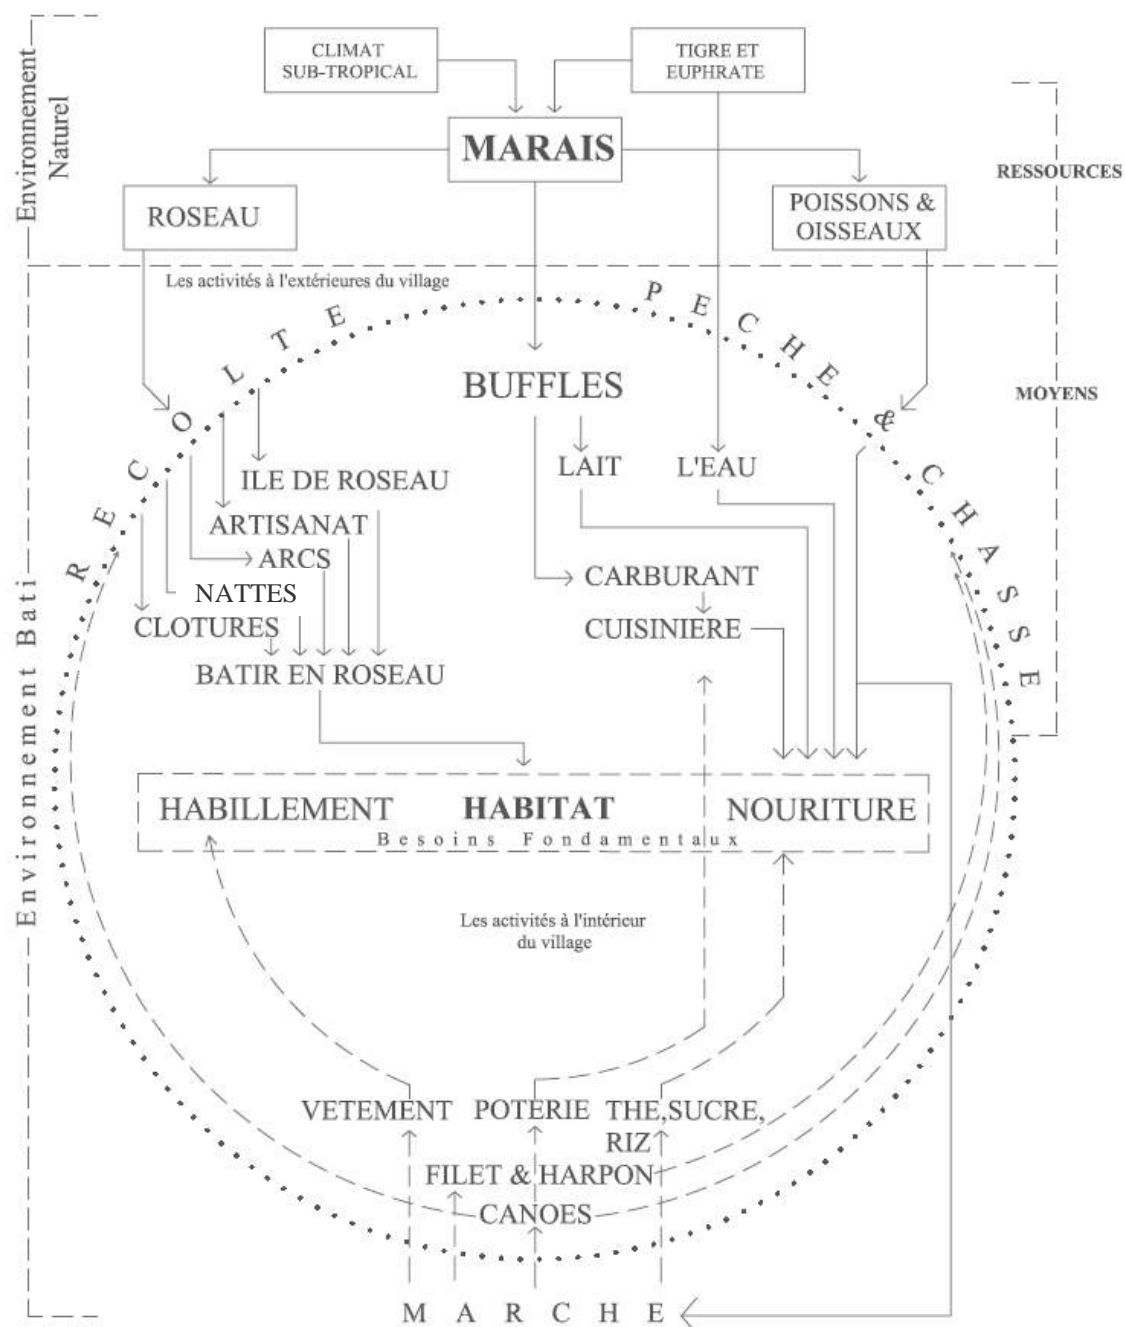 Environnement
Naturel
CLIMAT
SUB-TROPICAL
TIGRE ET
EUPHRATE
MARAIS
RESSOURCES
ROSEAU
POISSONS &
OISSEAUX
Les activités à l'extérieures du village
RECOLTE
PECHE & CHASSE
BUFFLES
MOYENS
LAIT
L'EAU
ILE DE ROSEAU
ARTISANAT
ARCS
NATTES
CLOTURES
BATIR EN ROSEAU
CARBURANT
CUISINIERE
Environnement Bati
HABILLEMENT
HABITAT
NOURITURE
Besoins Fondamentaux
Les activités à l'intérieur
du village
VETEMENT
POTERIE
THE,SUCRE,
RIZ
FILET & HARPON
CANOES
MARCHE